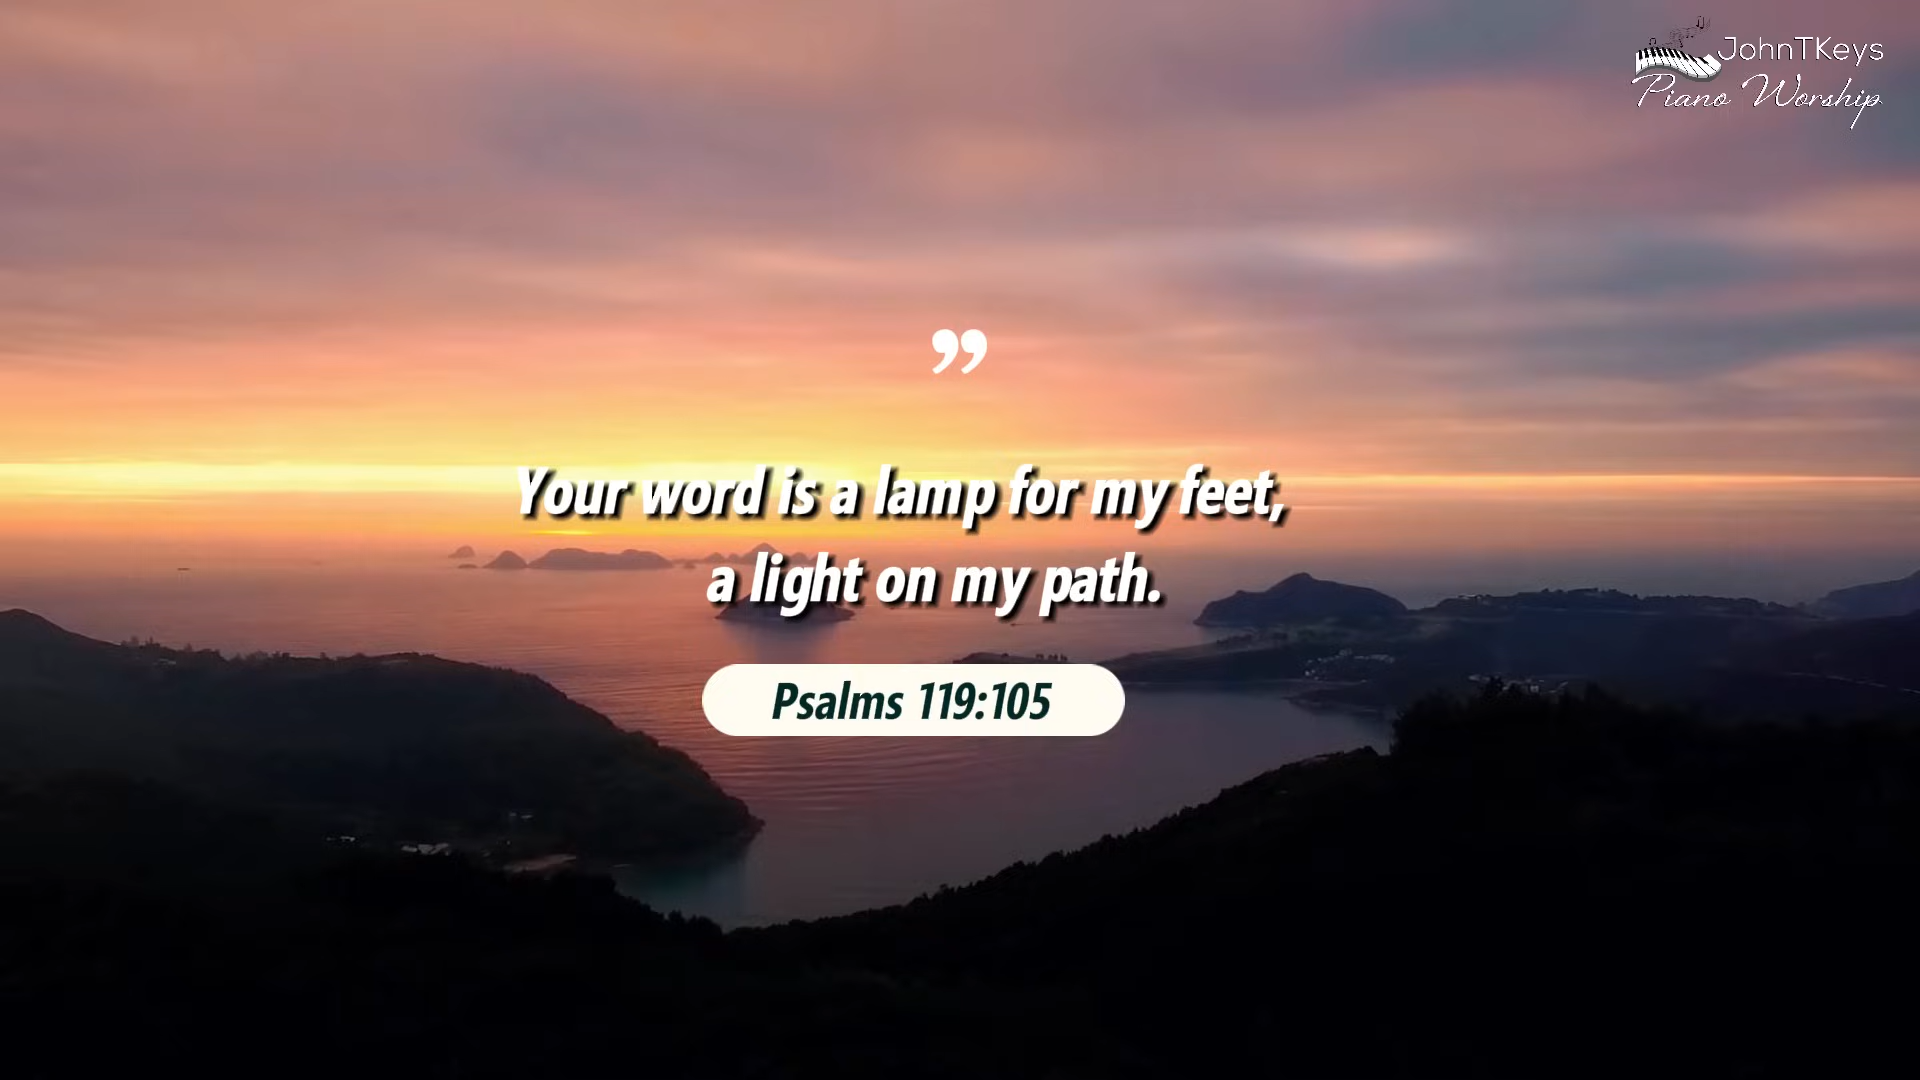 JohnTKeys
Piano Worship
”
Your word is a lamp for my feet,
a light on my path.
Psalms 119:105